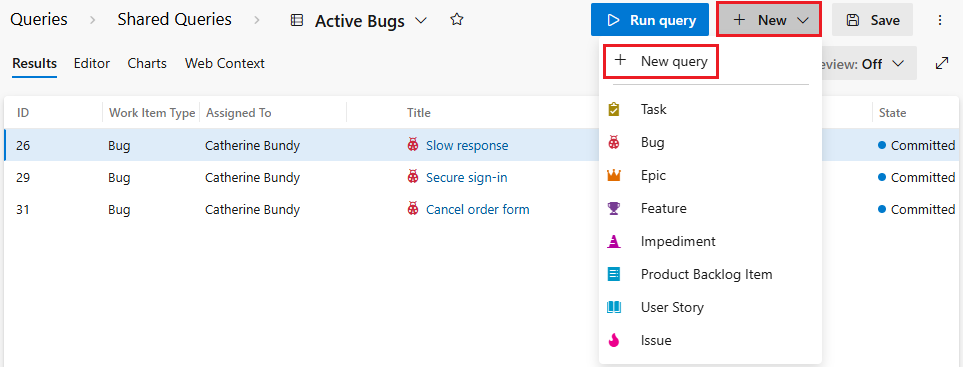 Queries Shared Queries Active Bugs Run query New Save
New query
Results Editor Charts Web Context eview: Off
ID Work Item Type Assigned To Title State
Task
26 Bug Catherine Bundy Slow response Committed
Bug
29 Bug Catherine Bundy Secure sign-in Committed
Epic
31 Bug Catherine Bundy Cancel order form Committed
Feature
Impediment
Product Backlog Item
User Story
Issue